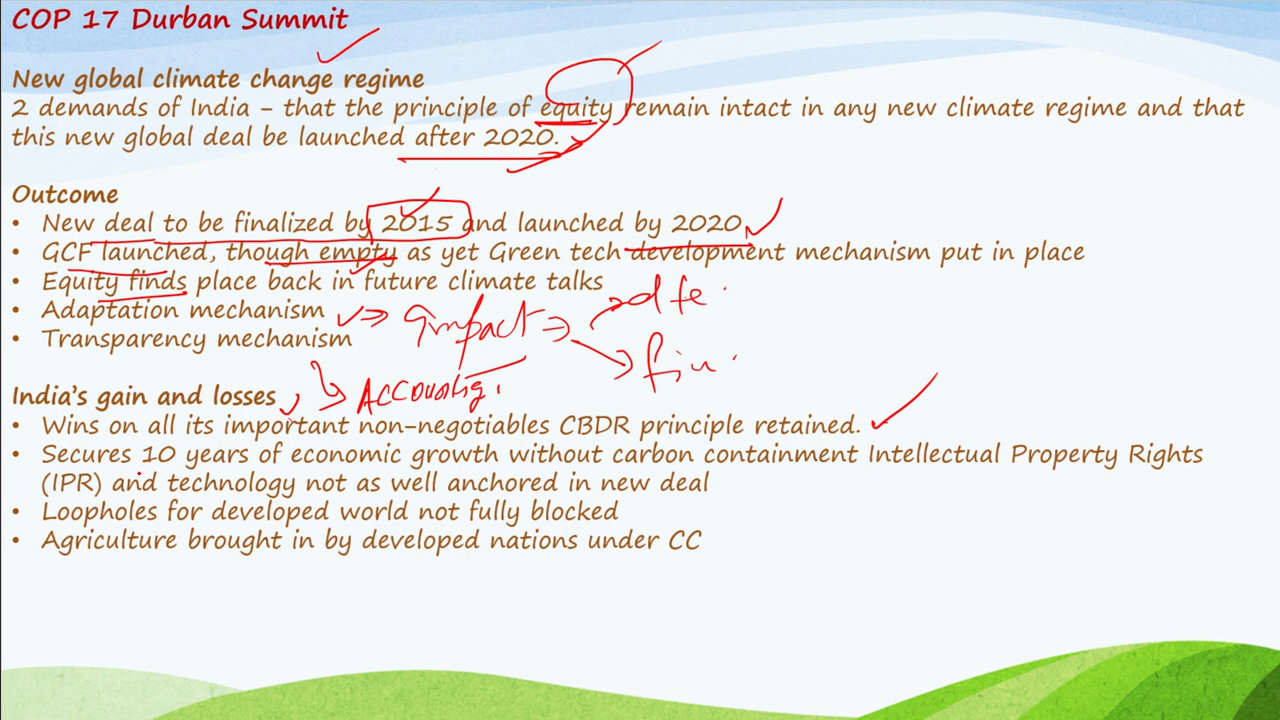 COP 17 Durban Summit
New global climate change regime
2 demands of India – that the principle of equity remain intact in any new climate regime and that
this new global deal be launched after 2020.
Outcome
• New deal to be finalized by 2015 and launched by 2020
• GCF launched, though empty as yet Green tech development mechanism put in place
• Equity finds place back in future climate talks
• Adaptation mechanism
• Transparency mechanism
India's gain and losses
• Wins on all its important non-negotiables CBDR principle retained.
• Secures 10 years of economic growth without carbon containment Intellectual Property Rights
(IPR) and technology not as well anchored in new deal
• Loopholes for developed world not fully blocked
• Agriculture brought in by developed nations under CC